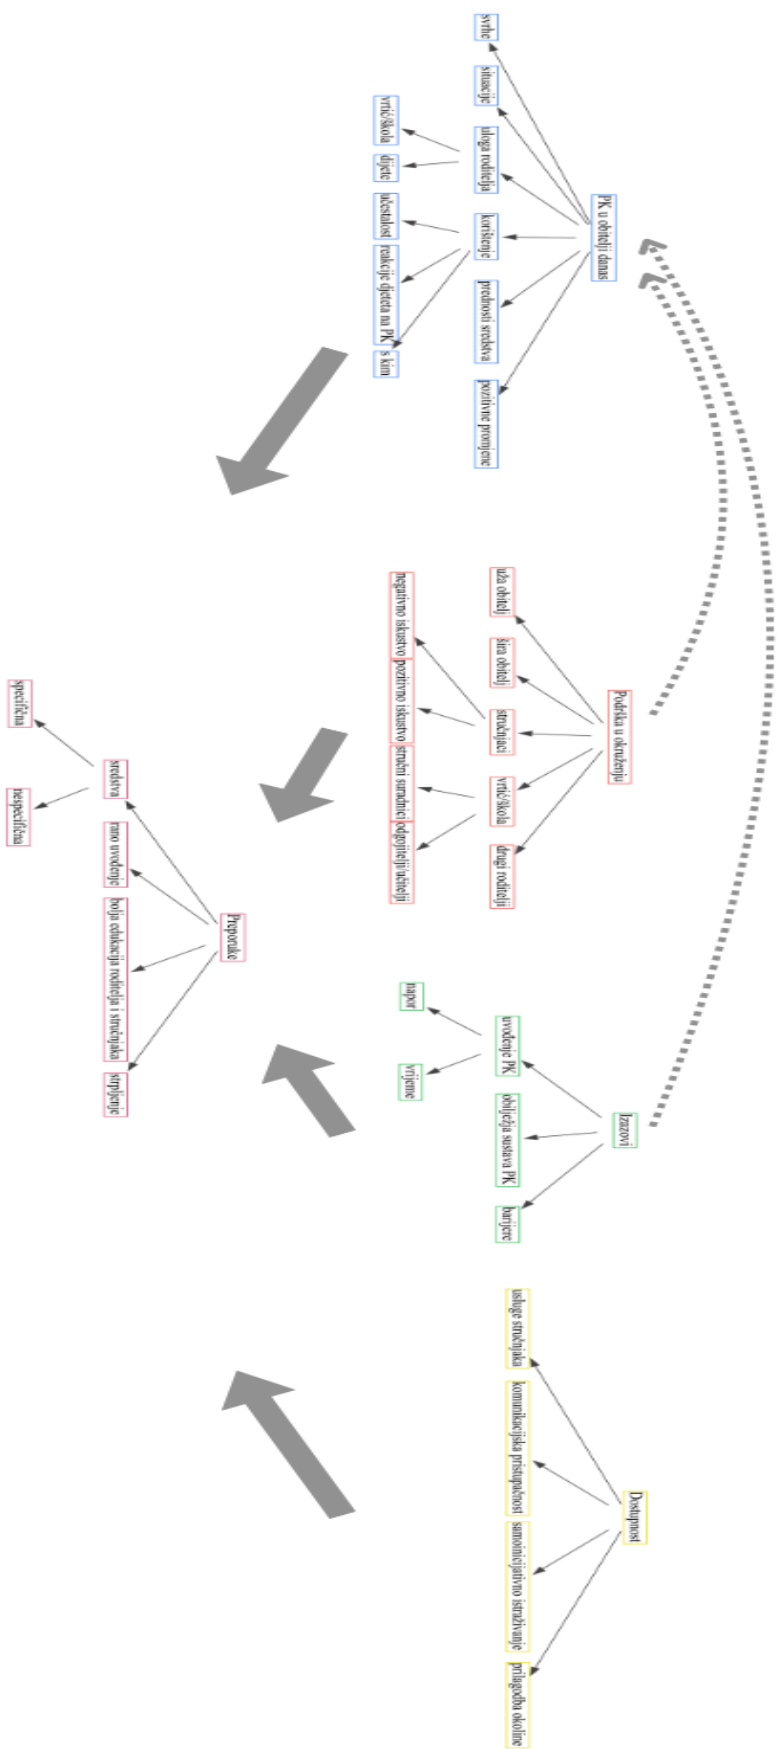 PK u obitelji danas
svrhe
situacije
uloga roditelja
korištenje
prednosti sredstva
pozitivne promjene
vrtić/škola
dijete
učestalost
reakcije djeteta na PK
s kim
Podrška u okruženju
uža obitelj
šira obitelj
stručnjaci
vrtić/škola
drugi roditelji
negativno iskustvo
pozitivno iskustvo
stručni suradnici
odgojitelji/učitelji
Izazovi
uvođenje PK
obilježja sustava PK
barijere
napor
vrijeme
Dostupnost
usluge stručnjaka
komunikacijska pristupačnost
samoinicijativno istraživanje
prilagodba okoline
Preporuke
sredstva
rano uvođenje
bolja edukacija roditelja i stručnjaka
strpljenje
specifična
nespecifična